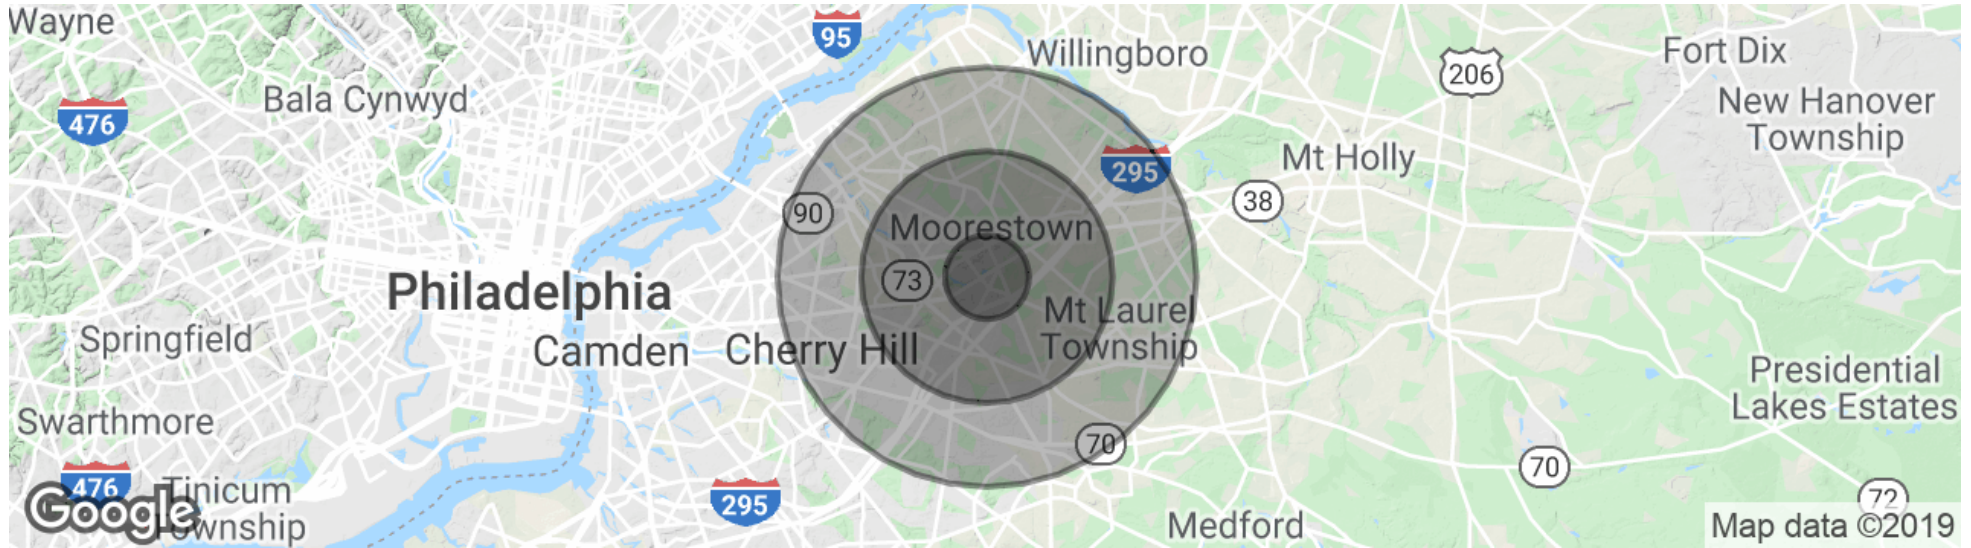 Wayne
95
Willingboro
206
Fort Dix
Bala Cynwyd
476
New Hanover
Township
Mt Holly
295
90
38
Moorestown
73
Philadelphia
Mt Laurel
Township
Springfield
Camden
Cherry Hill
Presidential
Lakes Estates
Swarthmore
70
70
476
Tinicum
Township
295
72
Google
Medford
Map data ©2019